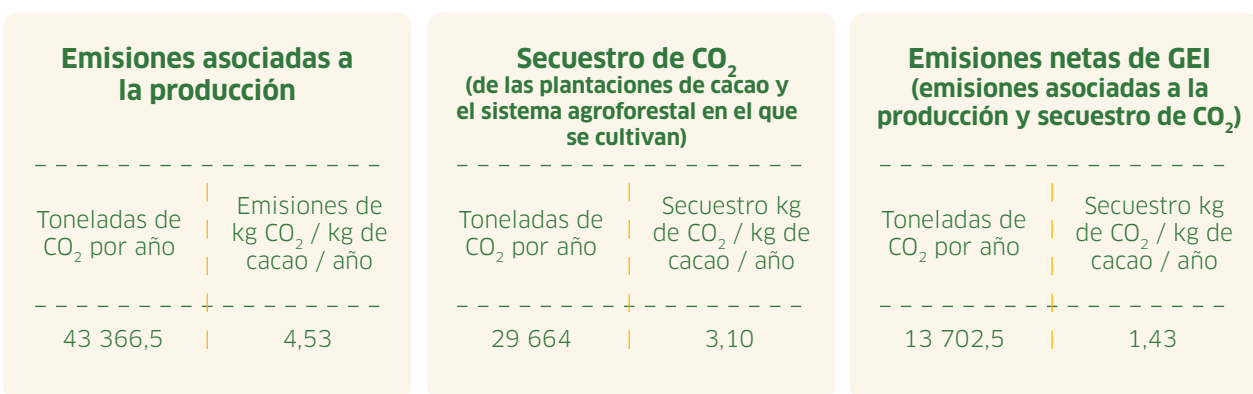 Emisiones asociadas a
la producción
Toneladas de
CO₂ por año
Emisiones de
kg CO₂ / kg de
cacao / año
43 366,5
4,53
Secuestro de CO₂
(de las plantaciones de cacao y
el sistema agroforestal en el que
se cultivan)
Toneladas de
CO₂ por año
Secuestro kg
de CO₂ / kg de
cacao / año
29 664
3,10
Emisiones netas de GEI
(emisiones asociadas a la
producción y secuestro de CO₂)
Toneladas de
CO₂ por año
Secuestro kg
de CO₂ / kg de
cacao / año
13 702,5
1,43